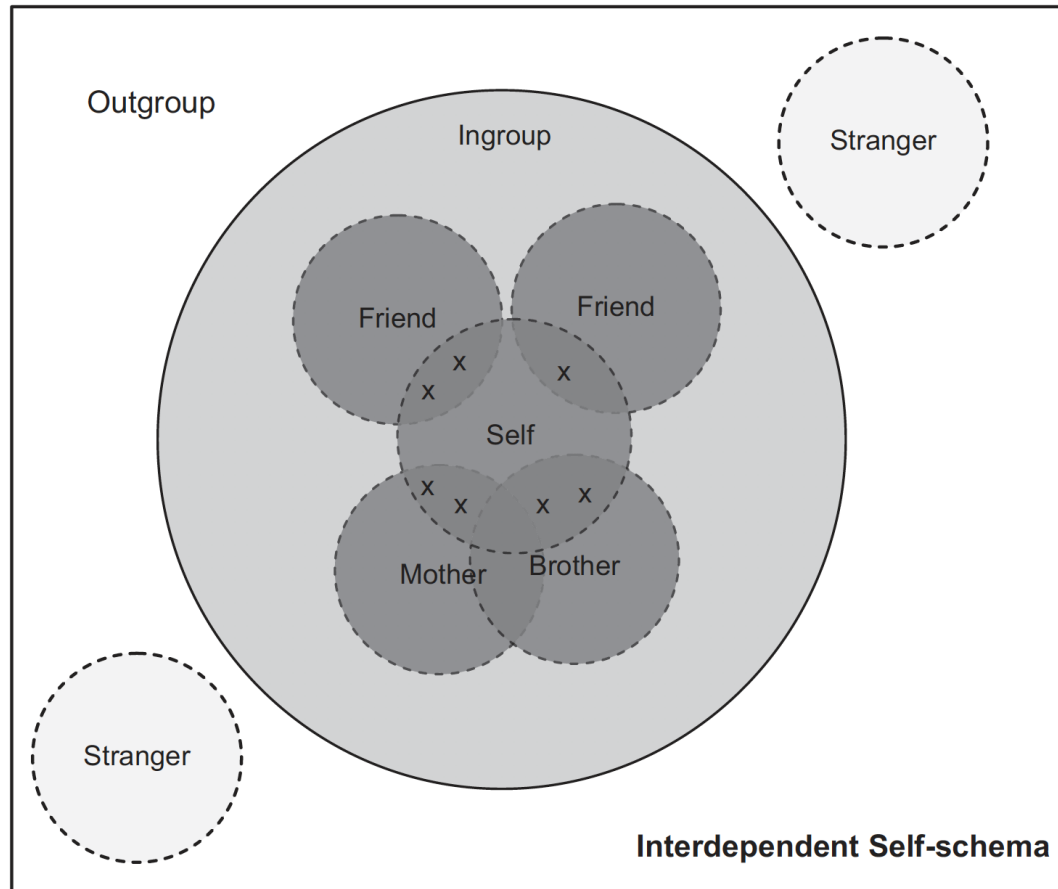 Stranger
Outgroup
Ingroup
Friend
Friend
x
x
x
Self
x
x
x
x
Mother
Brother
Stranger
Interdependent Self-schema